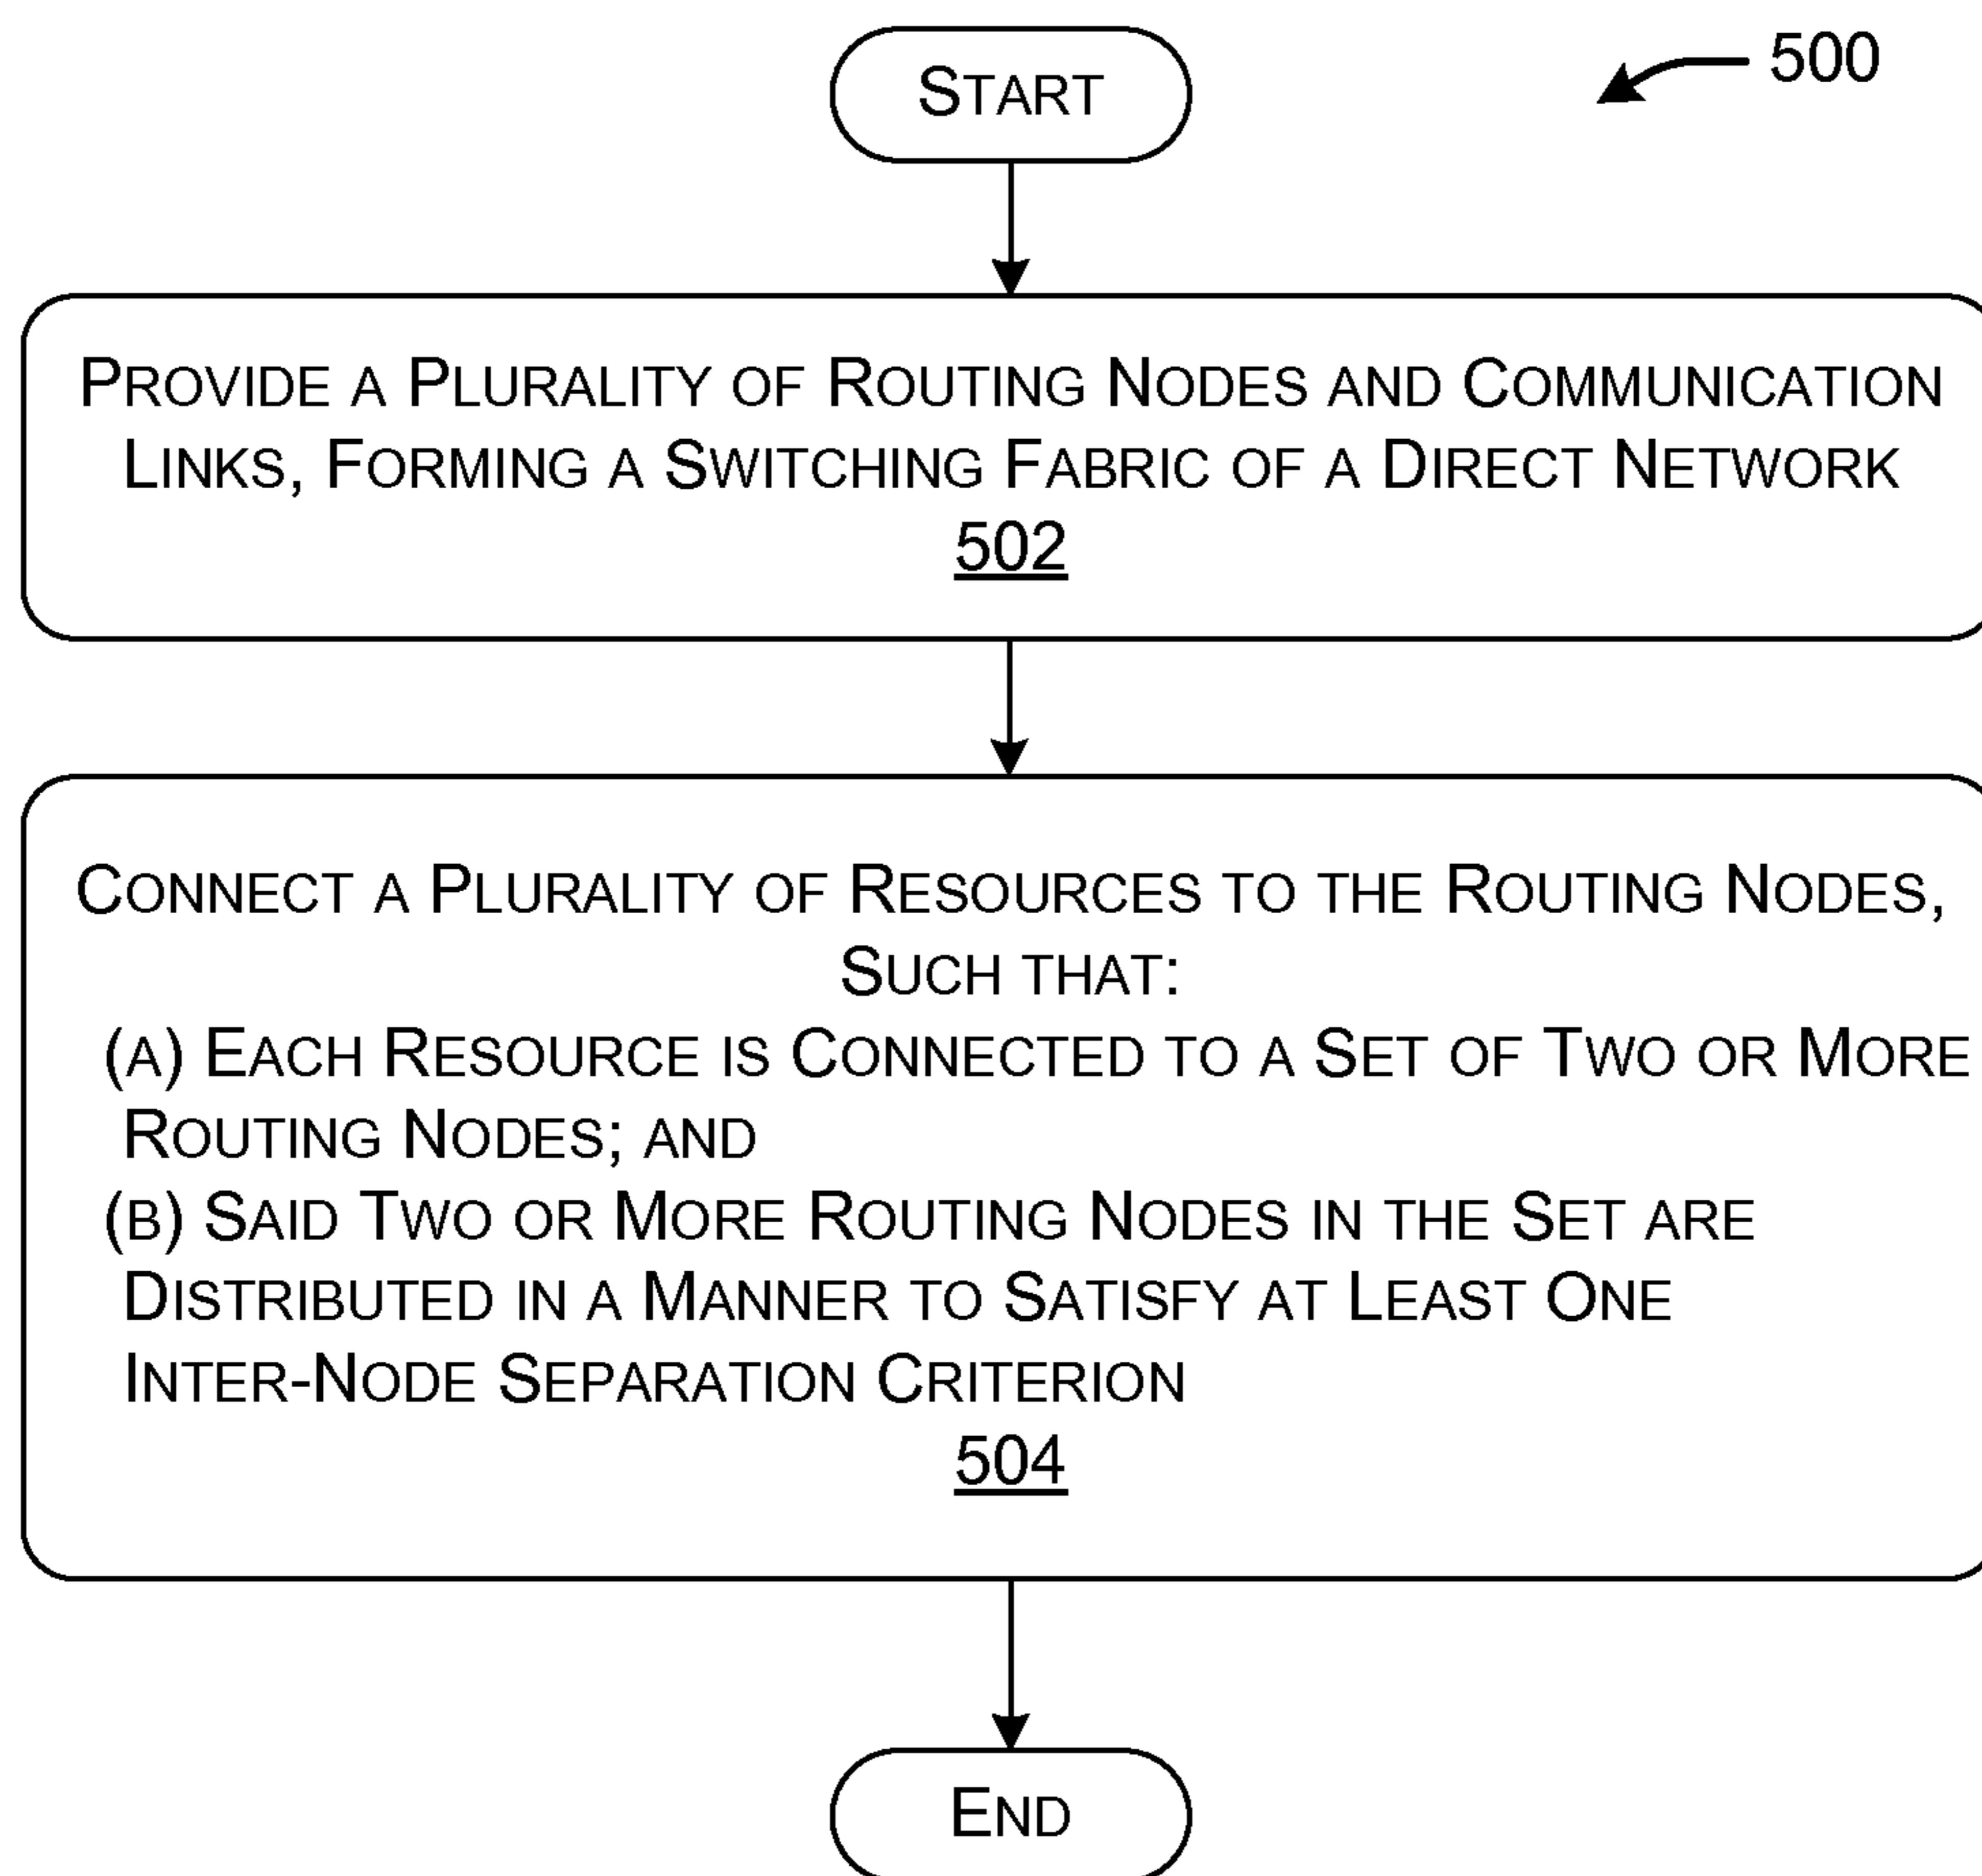 START
500
PROVIDE A PLURALITY OF ROUTING NODES AND COMMUNICATION
LINKS, FORMING A SWITCHING FABRIC OF A DIRECT NETWORK
502
CONNECT A PLURALITY OF RESOURCES TO THE ROUTING NODES,
SUCH THAT:
(A) EACH RESOURCE IS CONNECTED TO A SET OF TWO OR MORE
ROUTING NODES; AND
(B) SAID TWO OR MORE ROUTING NODES IN THE SET ARE
DISTRIBUTED IN A MANNER TO SATISFY AT LEAST ONE
INTER-NODE SEPARATION CRITERION
504
END